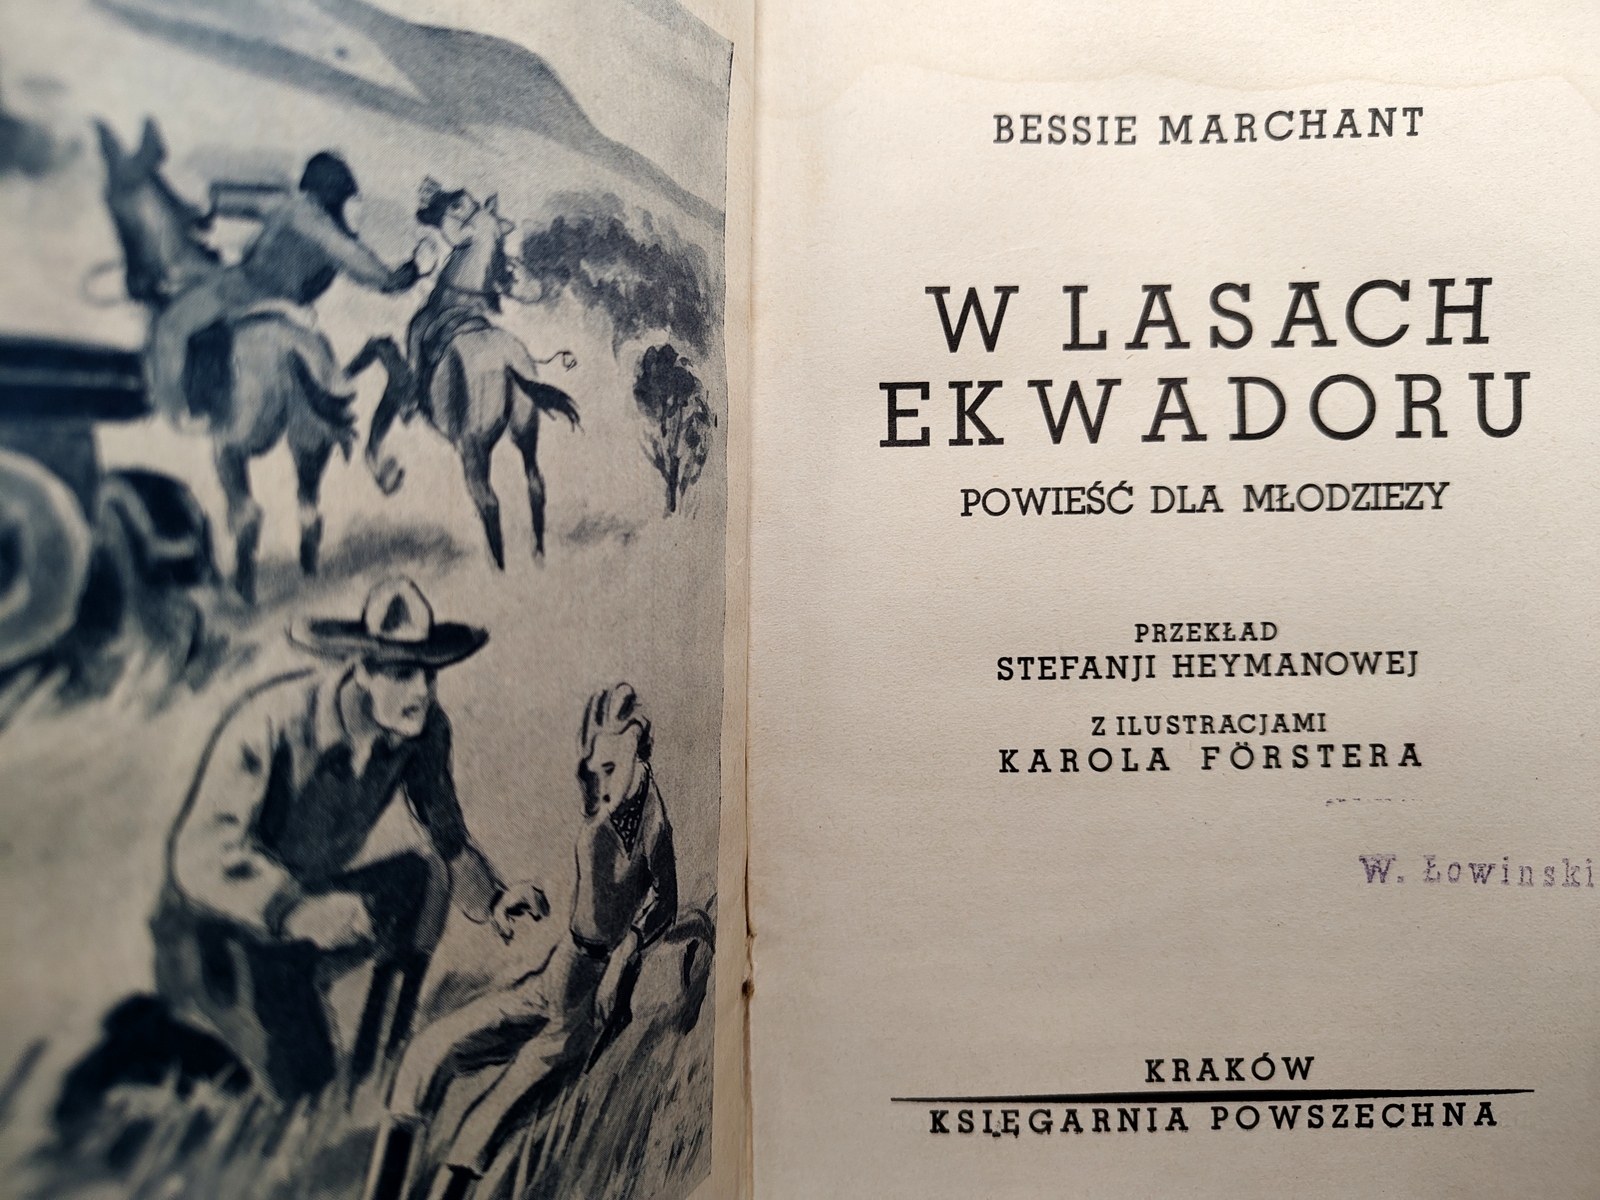 BESSIE MARCHANT
W LASACH
EKWADORU
POWIEŚĆ DLA MŁODZIEZY
PRZEKŁAD
STEFANJI HEYMANOWEJ
Z ILUSTRACJAMI
KAROLA FÖRSTERA
W. Łowinski
KRAKÓW
KSIĘGARNIA POWSZECHNA